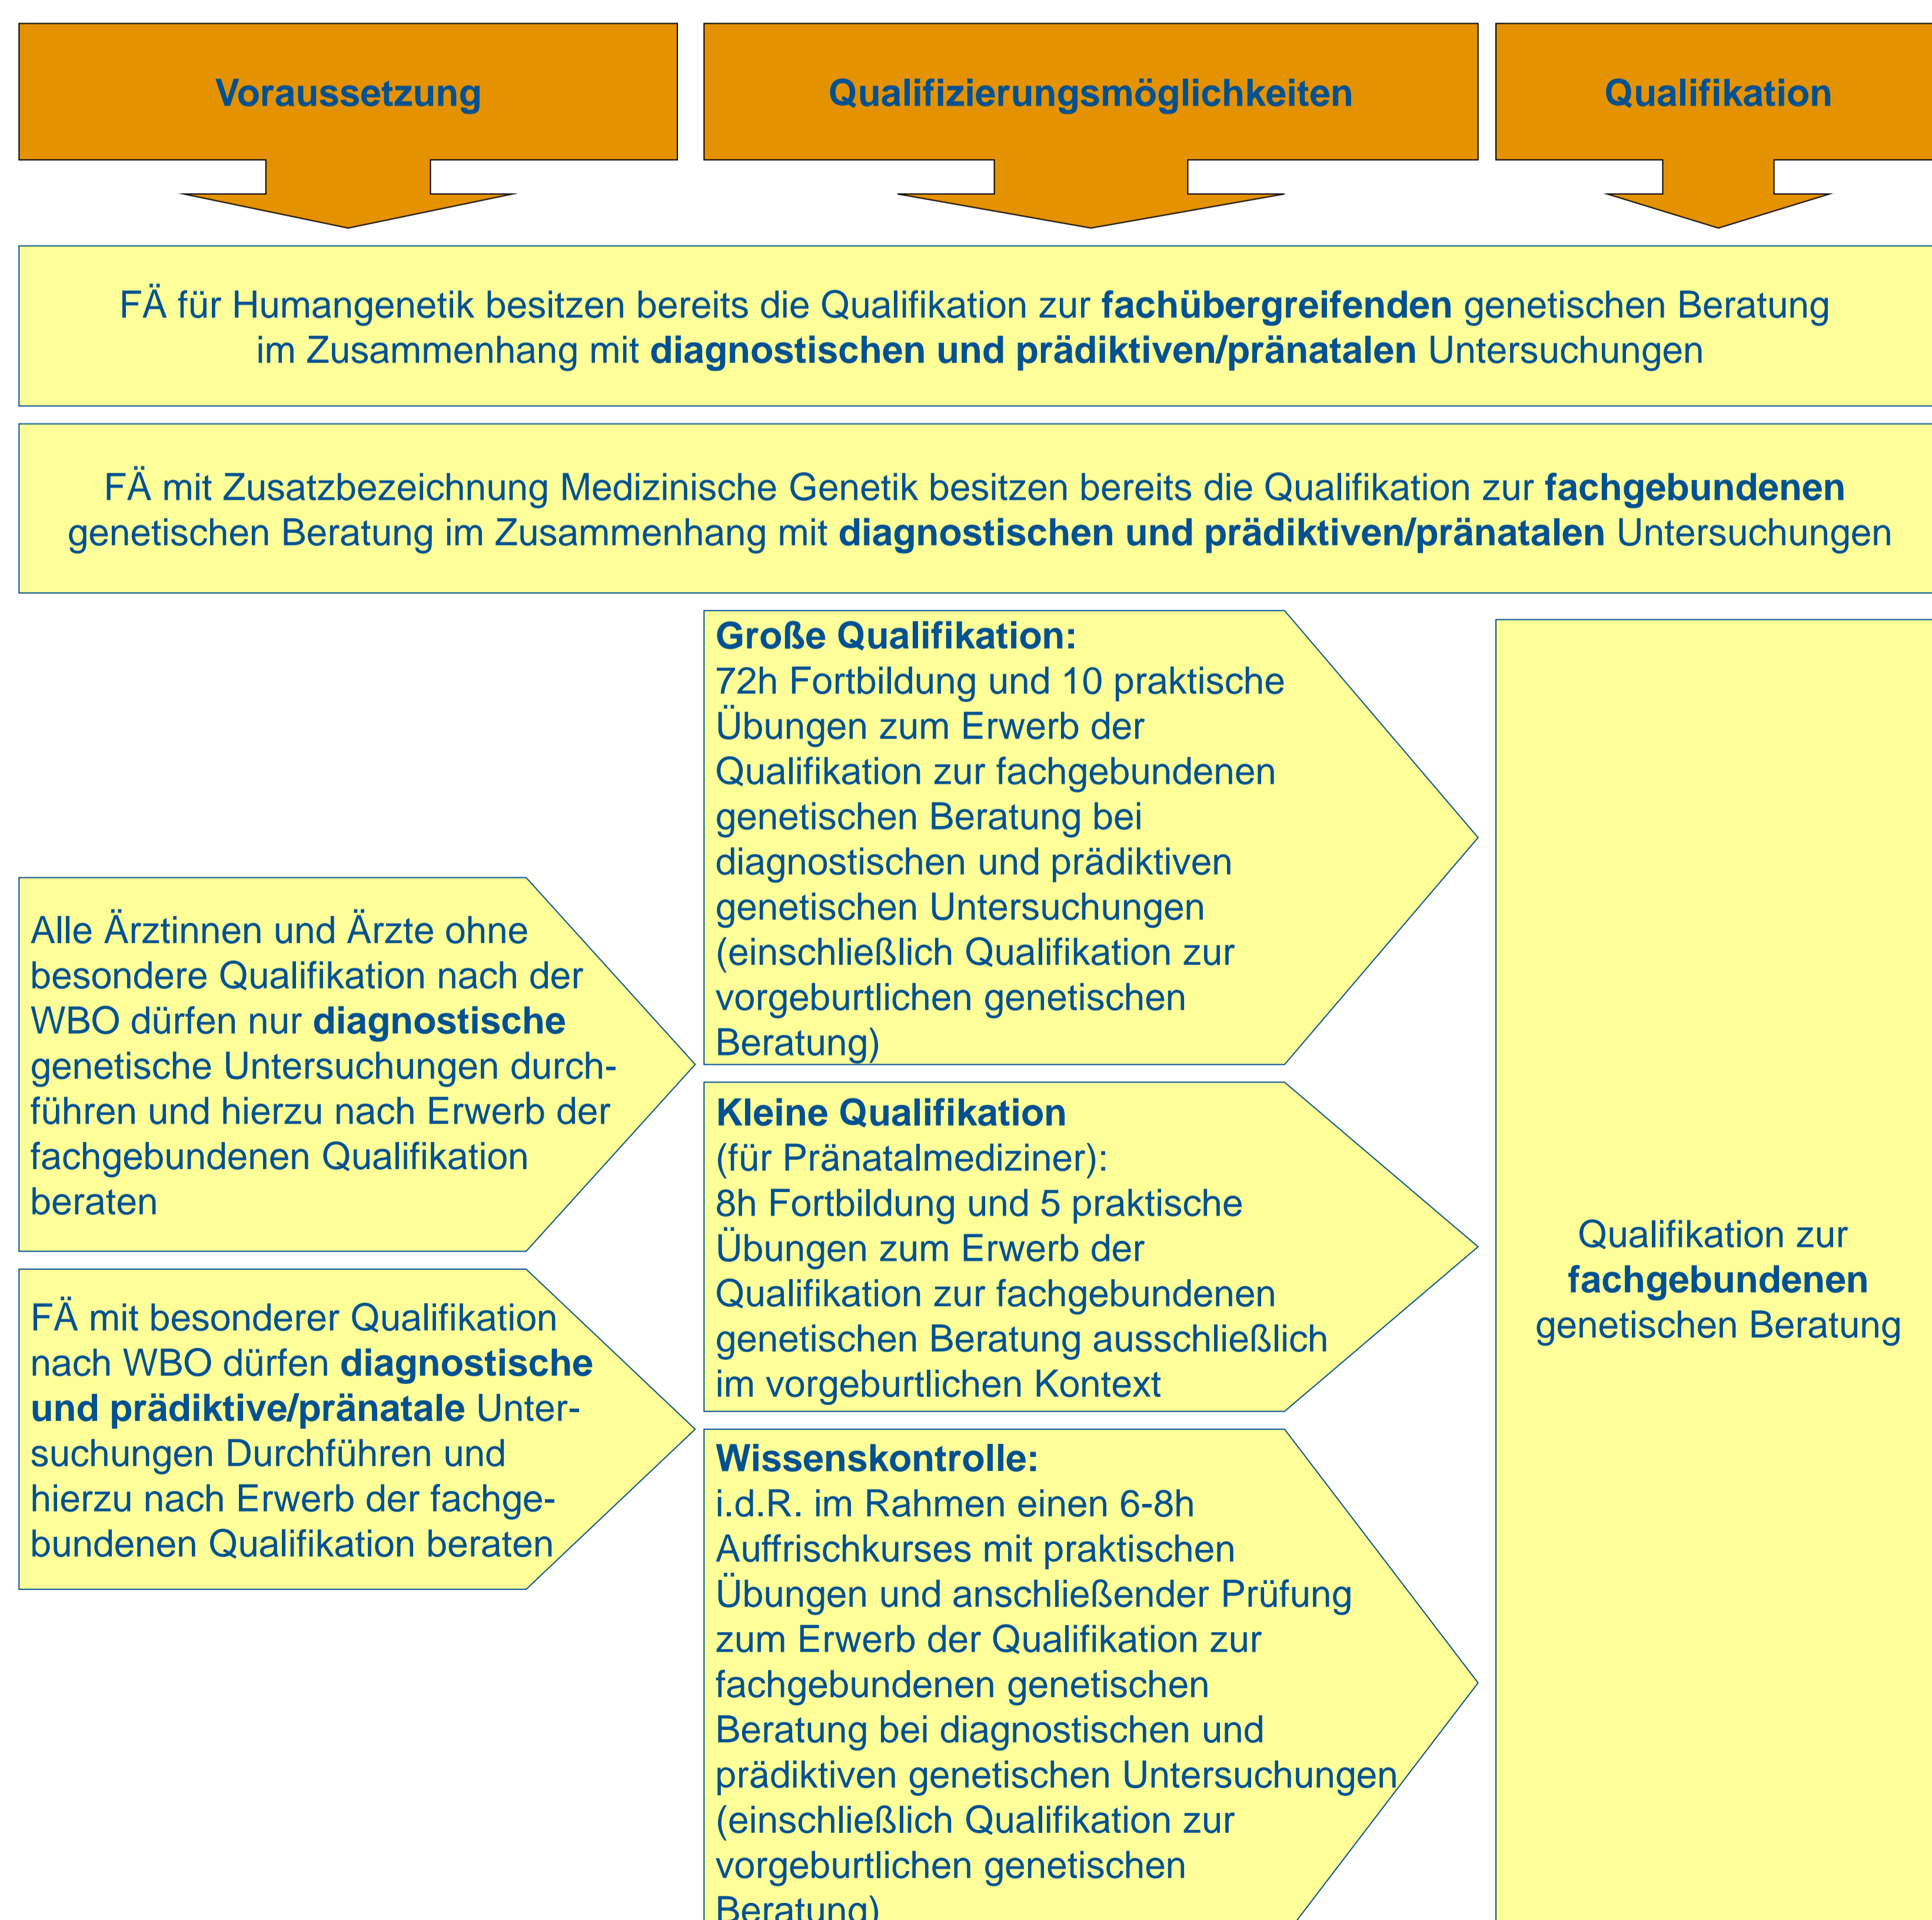 Voraussetzung
Qualifizierungsmöglichkeiten
Qualifikation
FÄ für Humangenetik besitzen bereits die Qualifikation zur fachübergreifenden genetischen Beratung
im Zusammenhang mit diagnostischen und prädiktiven/pränatalen Untersuchungen
FÄ mit Zusatzbezeichnung Medizinische Genetik besitzen bereits die Qualifikation zur fachgebundenen
genetischen Beratung im Zusammenhang mit diagnostischen und prädiktiven/pränatalen Untersuchungen
Alle Ärztinnen und Ärzte ohne
besondere Qualifikation nach der
WBO dürfen nur diagnostische
genetische Untersuchungen durch-
führen und hierzu nach Erwerb der
fachgebundenen Qualifikation
beraten
FÄ mit besonderer Qualifikation
nach WBO dürfen diagnostische
und prädiktive/pränatale Unter-
suchungen Durchführen und
hierzu nach Erwerb der fachge-
bundenen Qualifikation beraten
Große Qualifikation:
72h Fortbildung und 10 praktische
Übungen zum Erwerb der
Qualifikation zur fachgebundenen
genetischen Beratung bei
diagnostischen und prädiktiven
genetischen Untersuchungen
(einschließlich Qualifikation zur
vorgeburtlichen genetischen
Beratung)
Kleine Qualifikation
(für Pränatalmediziner):
8h Fortbildung und 5 praktische
Übungen zum Erwerb der
Qualifikation zur fachgebundenen
genetischen Beratung ausschließlich
im vorgeburtlichen Kontext
Wissenskontrolle:
i.d.R. im Rahmen einen 6-8h
Auffrischkurses mit praktischen
Übungen und anschließender Prüfung
zum Erwerb der Qualifikation zur
fachgebundenen genetischen
Beratung bei diagnostischen und
prädiktiven genetischen Untersuchungen
(einschließlich Qualifikation zur
vorgeburtlichen genetischen
Beratung)
Qualifikation zur
fachgebundenen
genetischen Beratung